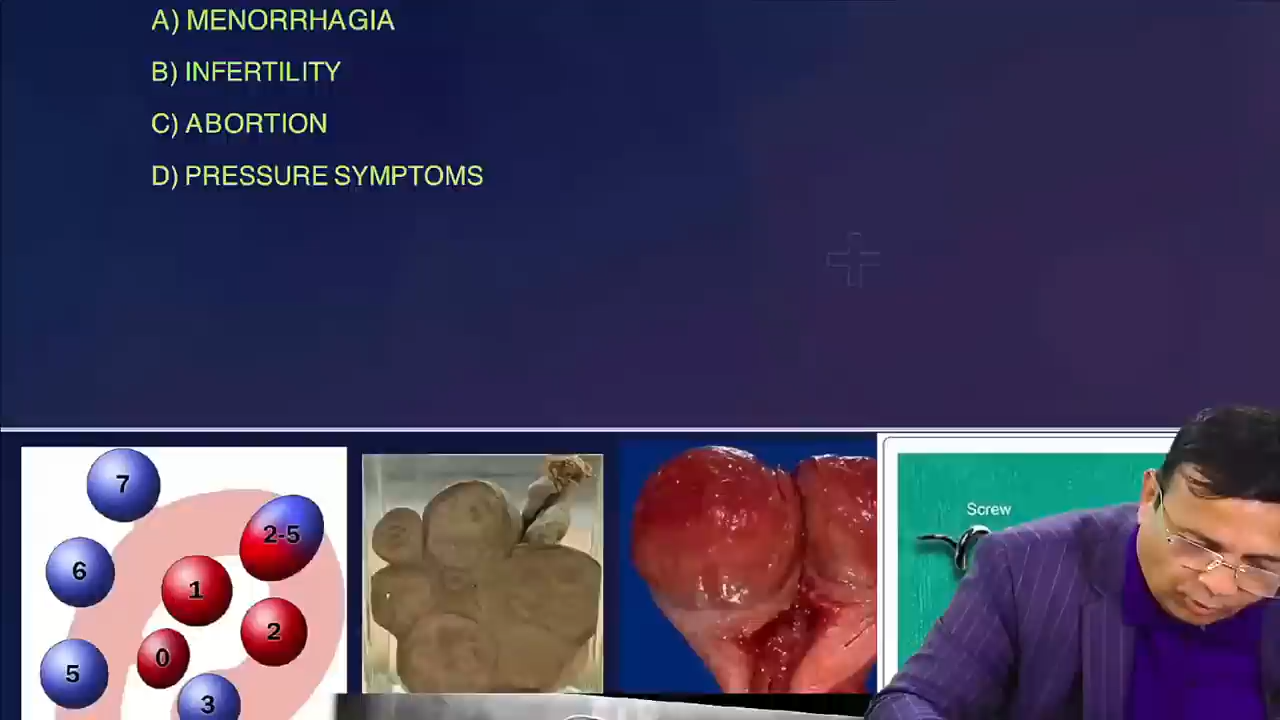 A) MENORRHAGIA
B) INFERTILITY
C) ABORTION
D) PRESSURE SYMPTOMS
7
2-5
6
1
2
0
5
3
Screw